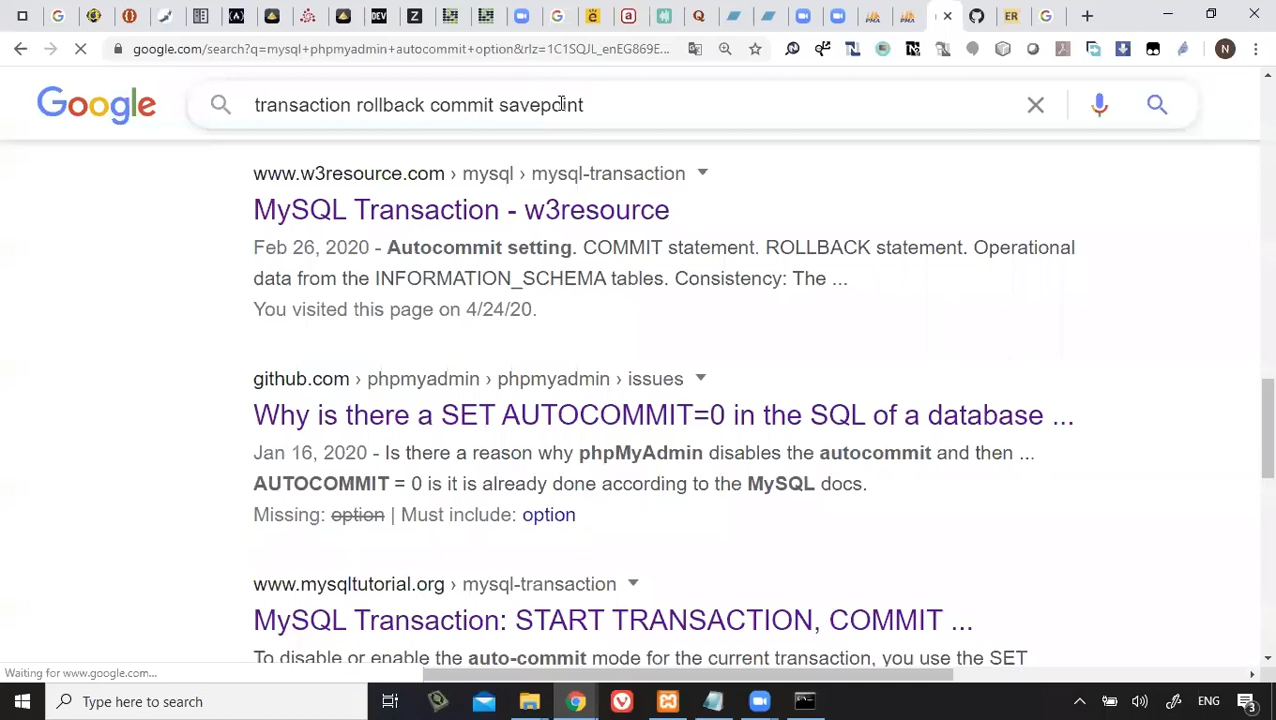 google.com/search?q=mysql+phpmyadmin+autocommit+option&rlz=1C1SQJL_enEG869E...
N
Google
transaction rollback commit savepoint
www.w3resource.com › mysql › mysql-transaction
MySQL Transaction - w3resource
Feb 26, 2020 - Autocommit setting. COMMIT statement. ROLLBACK statement. Operational
data from the INFORMATION_SCHEMA tables. Consistency: The ...
You visited this page on 4/24/20.
github.com › phpmyadmin › phpmyadmin › issues
Why is there a SET AUTOCOMMIT=0 in the SQL of a database ...
Jan 16, 2020 - Is there a reason why phpMyAdmin disables the autocommit and then ...
AUTOCOMMIT = 0 is it is already done according to the MySQL docs.
Missing: option | Must include: option
www.mysqltutorial.org › mysql-transaction
MySQL Transaction: START TRANSACTION, COMMIT ...
To disable or enable the auto-commit mode for the current transaction, you use the SET
Waiting for www.google.com...
Type here to search
ENG
3